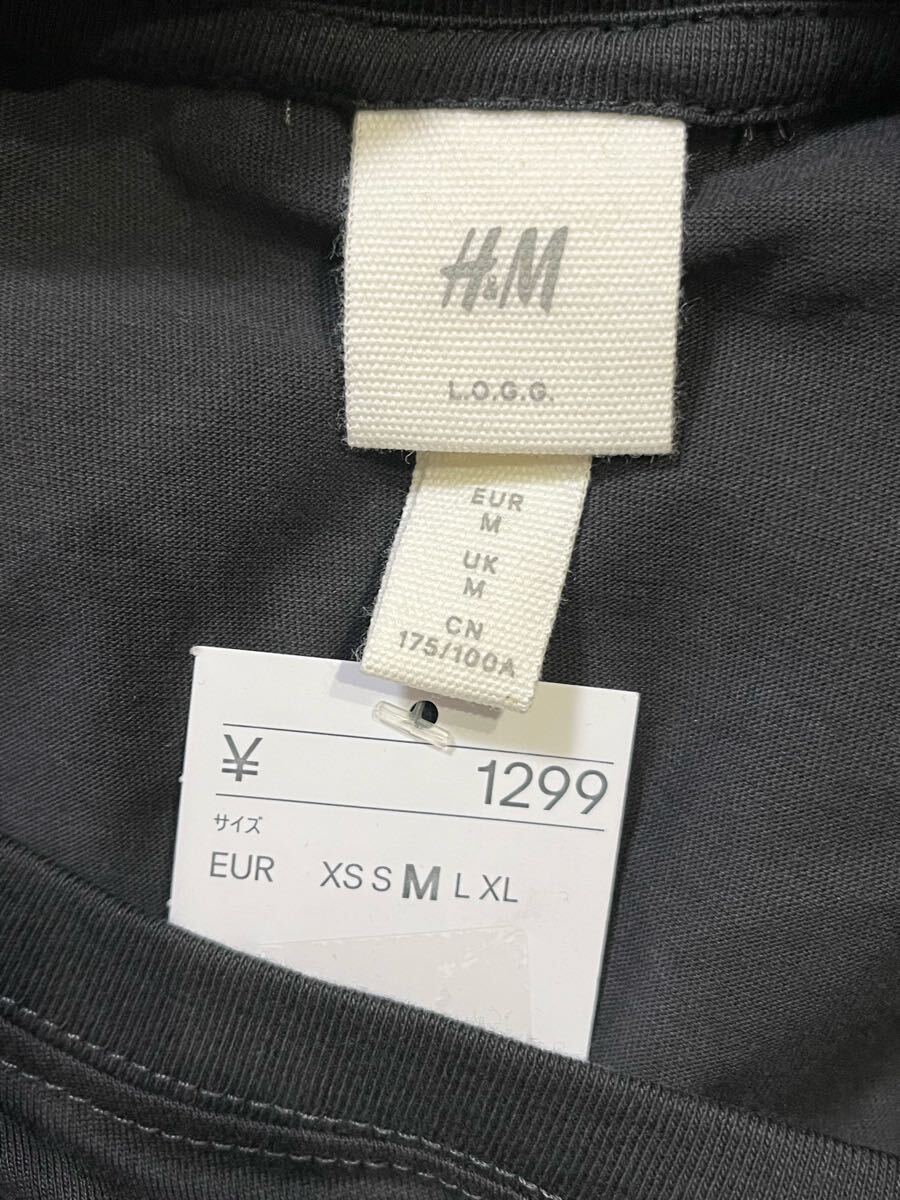 H&M
L.O.G.G.
EUR
M
UK
M
CN
175/100A
¥ 1299
サイズ
EUR XS S M L XL